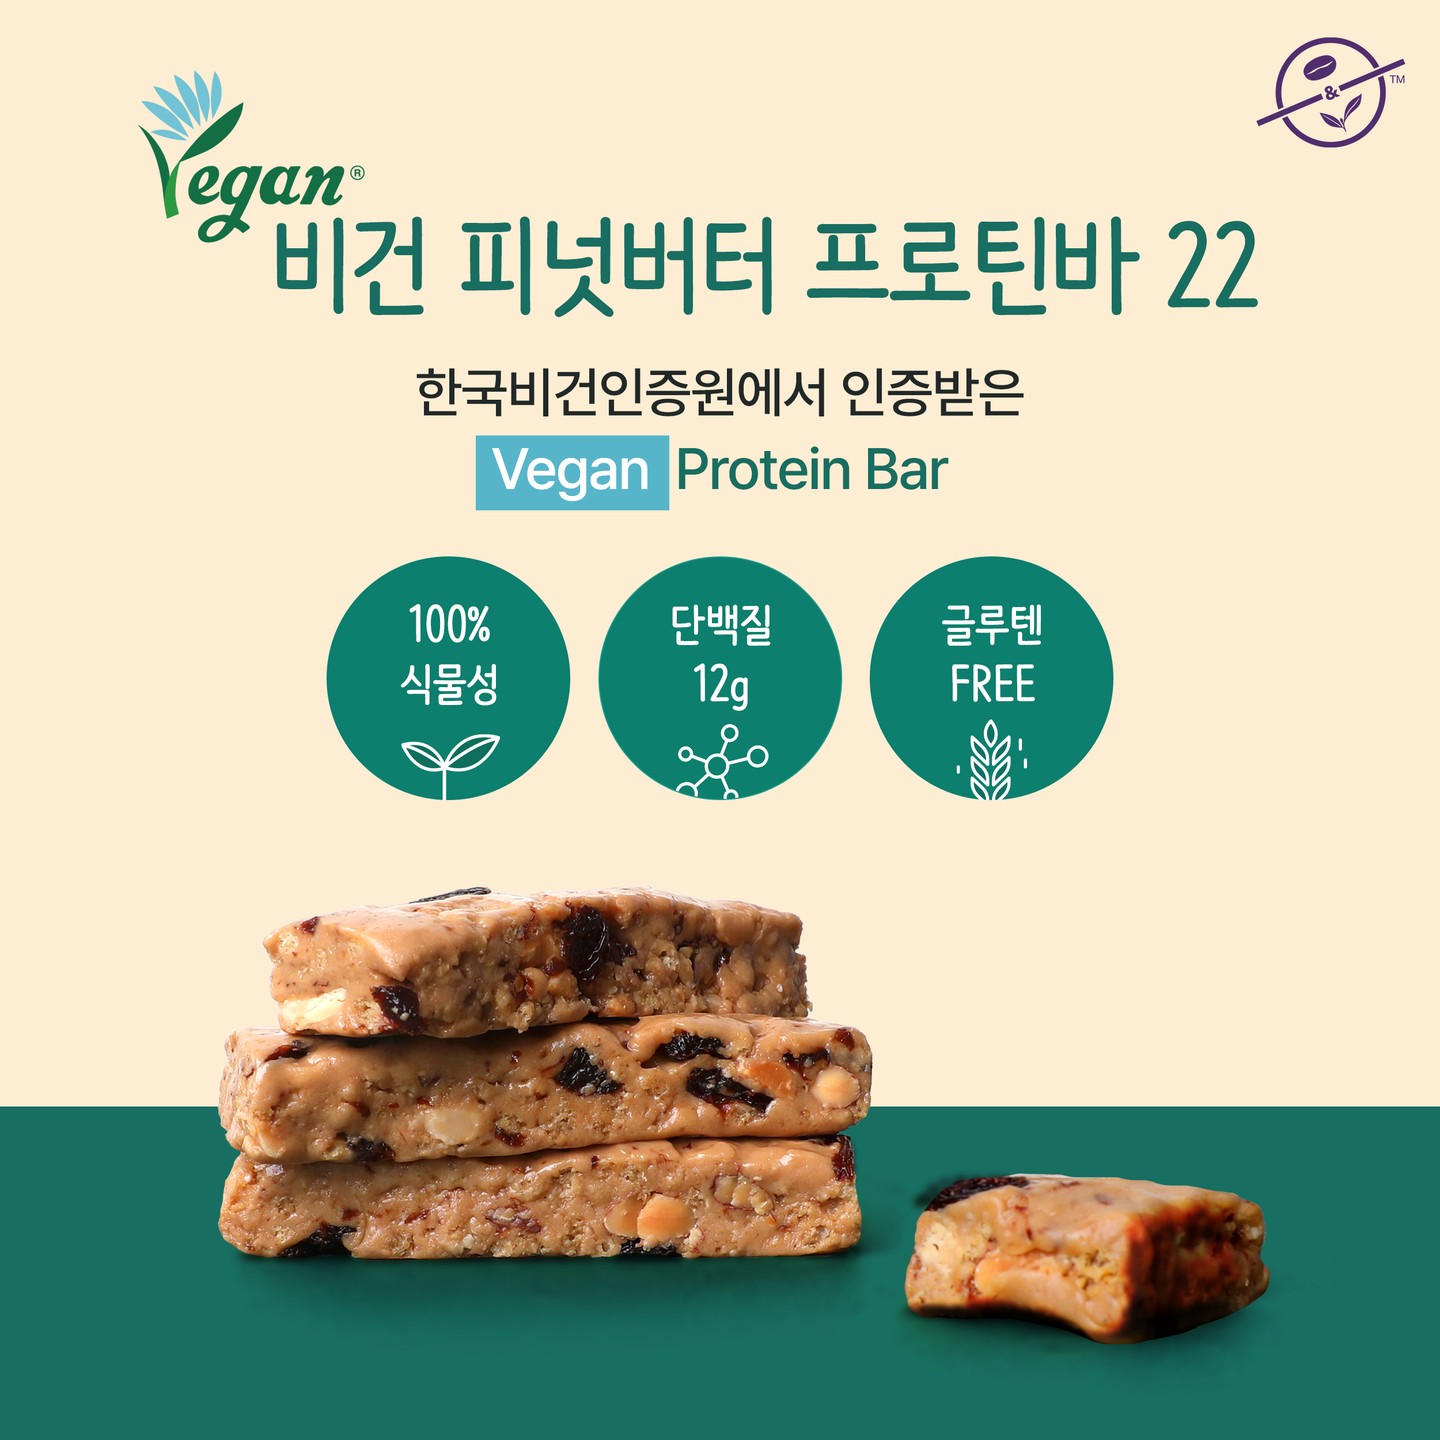 Vegan®
& TM
비건 피넛버터 프로틴바 22
한국비건인증원에서 인증받은
Vegan Protein Bar
100%
식물성
단백질
12g
글루텐
FREE